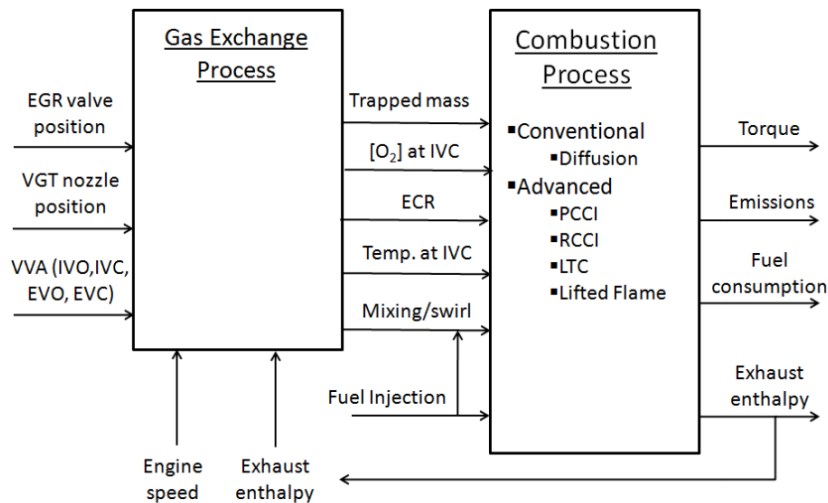 Gas Exchange
Process
EGR valve
position
VGT nozzle
position
VVA (IVO,IVC,
EVO, EVC)
Engine
speed
Exhaust
enthalpy
Trapped mass
[O₂] at IVC
ECR
Temp. at IVC
Mixing/swirl
Fuel Injection
Combustion
Process
▪Conventional
▪Diffusion
▪Advanced
▪PCCI
▪RCCI
▪LTC
▪Lifted Flame
Torque
Emissions
Fuel
consumption
Exhaust
enthalpy